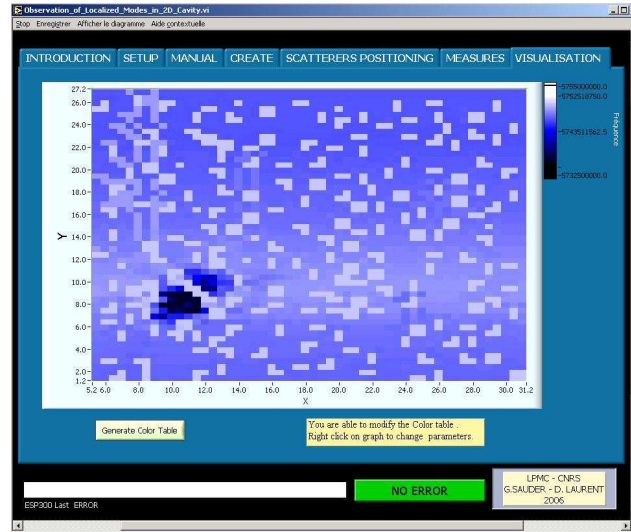 Observation_of_Localized_Modes_in_2D_Cavity.vi
Stop Enregistrer Afficher le diagramme Aide contextuelle
INTRODUCTION SETUP MANUAL CREATE SCATTERERS POSITIONING MEASURES VISUALISATION
27.2
26.0
24.0
22.0
20.0
18.0
16.0
14.0
12.0
10.0
8.0
6.0
4.0
2.0
1.2
Y
5.2 6.0 8.0 10.0 12.0 14.0 16.0 18.0 20.0 22.0 24.0 26.0 28.0 30.0 31.2
X
5755000000.0
5752518750.0
5743511562.5
5732500000.0
Fréquence
Generate Color Table
You are able to modify the Color table .
Right click on graph to change parameters.
NO ERROR
ESP300 Last ERROR
LPMC - CNRS
G.SAUDER - D. LAURENT
2006